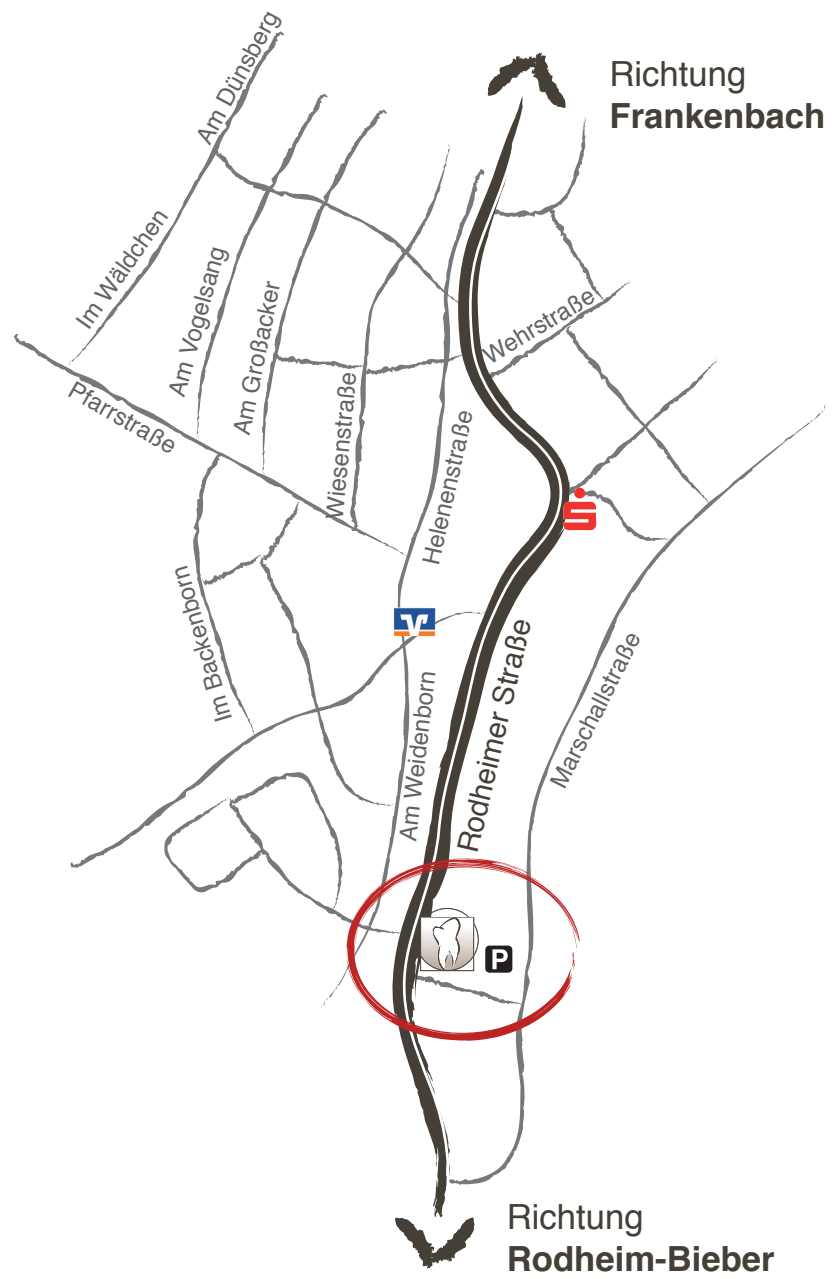 Richtung
Frankenbach
Am Dünsberg
Im Wäldchen
Am Vogelsang
Am Großacker
Wehrstraße
Pfarrstraße
Wiesenstraße
Helenenstraße
Im Backenborn
Am Weidenborn
Rodheimer Straße
Marschallstraße
P
Richtung
Rodheim-Bieber